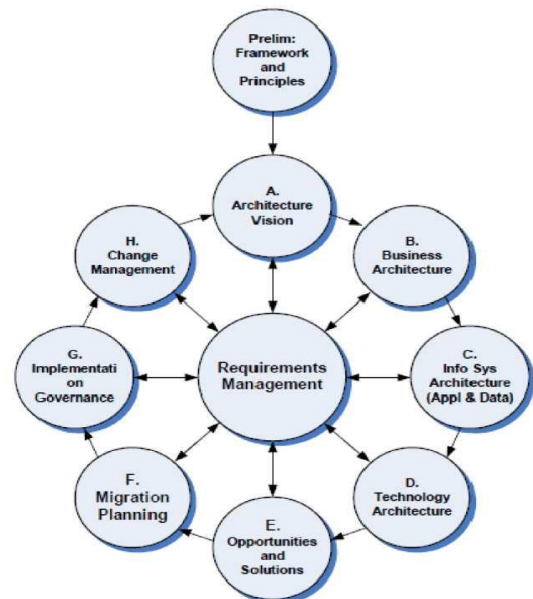 Prelim:
Framework
and
Principles
A.
Architecture
Vision
B.
Business
Architecture
C.
Info Sys
Architecture
(Appl & Data)
D.
Technology
Architecture
E.
Opportunities
and
Solutions
F.
Migration
Planning
G.
Implementati
on
Governance
H.
Change
Management
Requirements
Management